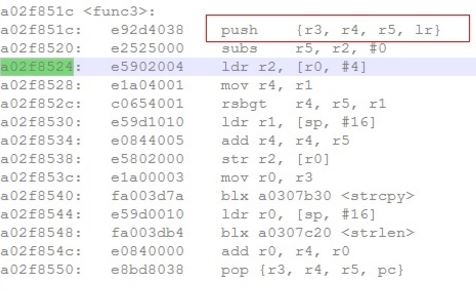 a02f851c <func3>:
a02f851c: e92d4038 push {r3, r4, r5, lr}
a02f8520: e2525000 subs r5, r2, #0
a02f8524: e5902004 ldr r2, [r0, #4]
a02f8528: e1a04001 mov r4, r1
a02f852c: c0654001 rsbgt r4, r5, r1
a02f8530: e59d1010 ldr r1, [sp, #16]
a02f8534: e0844005 add r4, r4, r5
a02f8538: e5802000 str r2, [r0]
a02f853c: e1a00003 mov r0, r3
a02f8540: fa003d7a blx a0307b30 <strcpy>
a02f8544: e59d0010 ldr r0, [sp, #16]
a02f8548: fa003db4 blx a0307c20 <strlen>
a02f854c: e0840000 add r0, r4, r0
a02f8550: e8bd8038 pop {r3, r4, r5, pc}